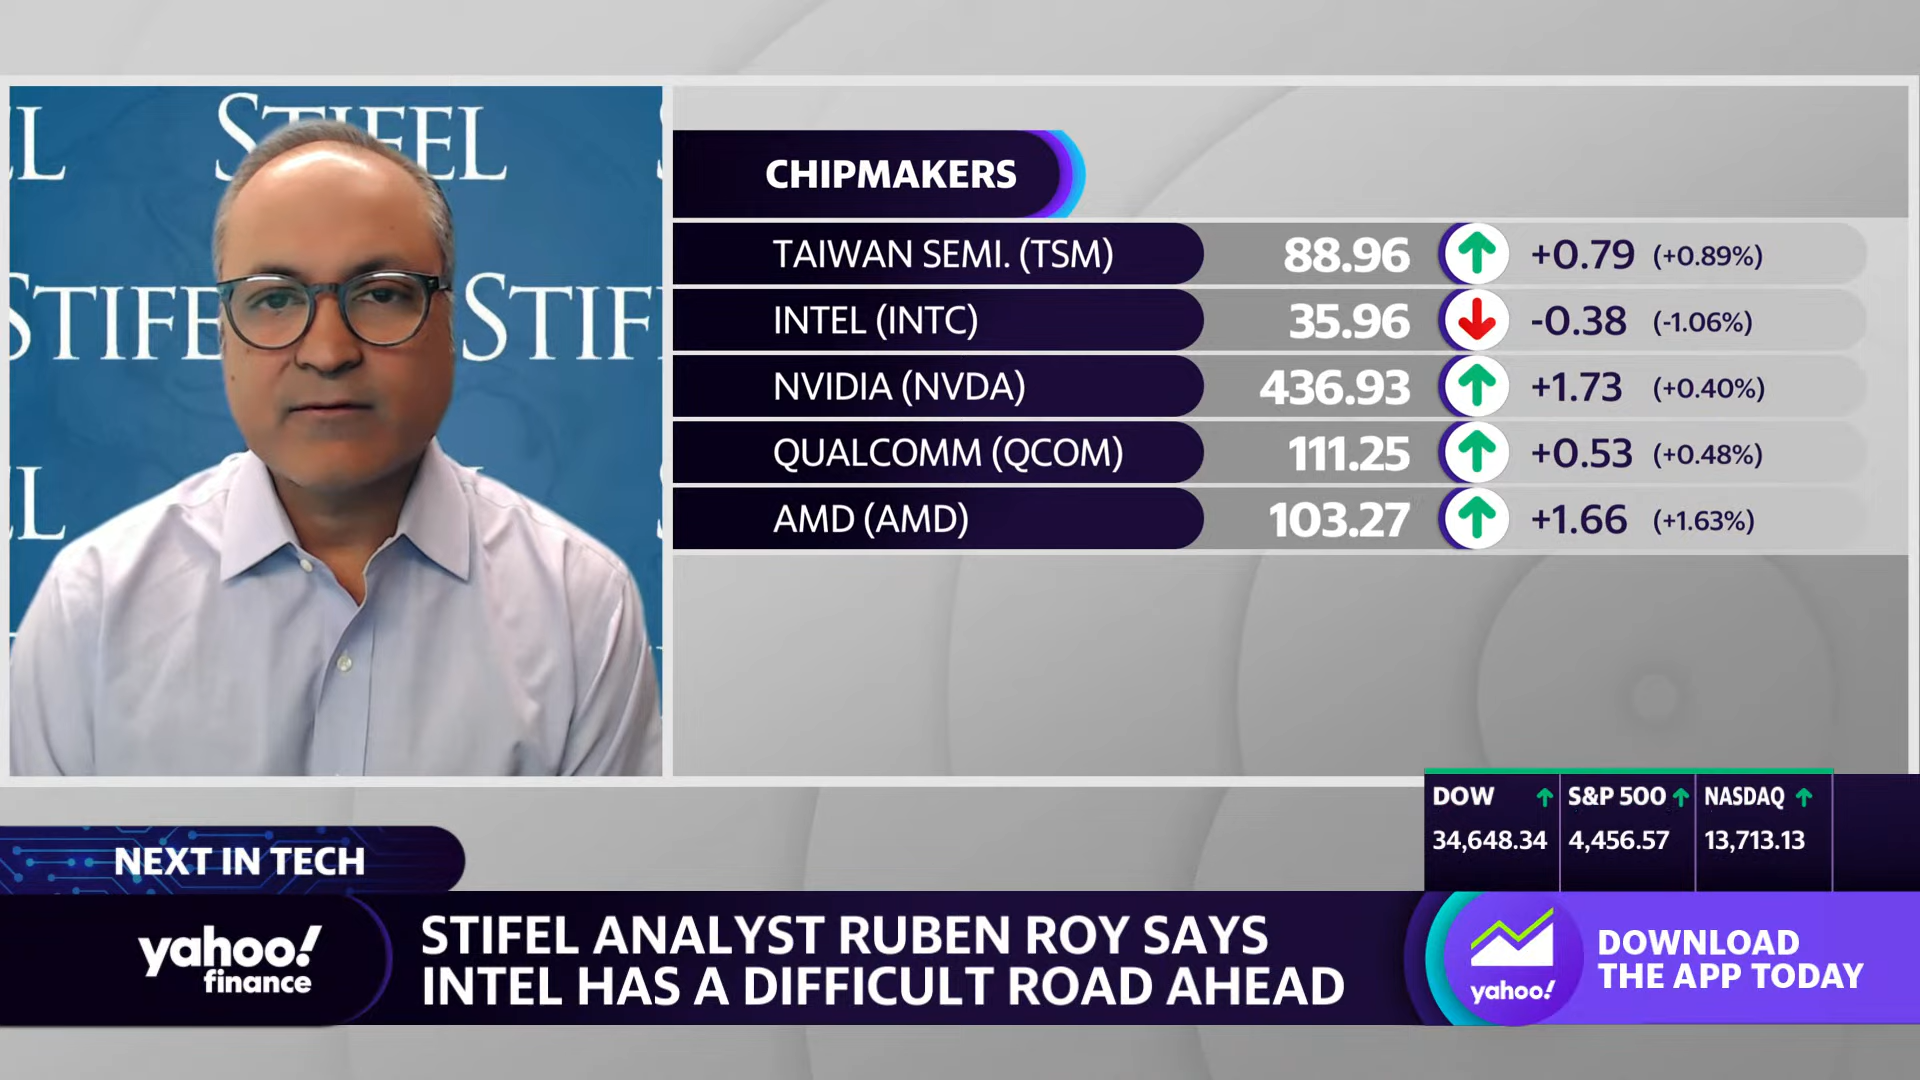 EL STIFEL S
STIFEL STIFEL
EL
CHIPMAKERS
TAIWAN SEMI. (TSM) 88.96 +0.79 (+0.89%)
INTEL (INTC) 35.96 -0.38 (-1.06%)
NVIDIA (NVDA) 436.93 +1.73 (+0.40%)
QUALCOMM (QCOM) 111.25 +0.53 (+0.48%)
AMD (AMD) 103.27 +1.66 (+1.63%)
DOW S&P 500 NASDAQ
34,648.34 4,456.57 13,713.13
NEXT IN TECH
yahoo!
finance
STIFEL ANALYST RUBEN ROY SAYS
INTEL HAS A DIFFICULT ROAD AHEAD
yahoo!
DOWNLOAD
THE APP TODAY